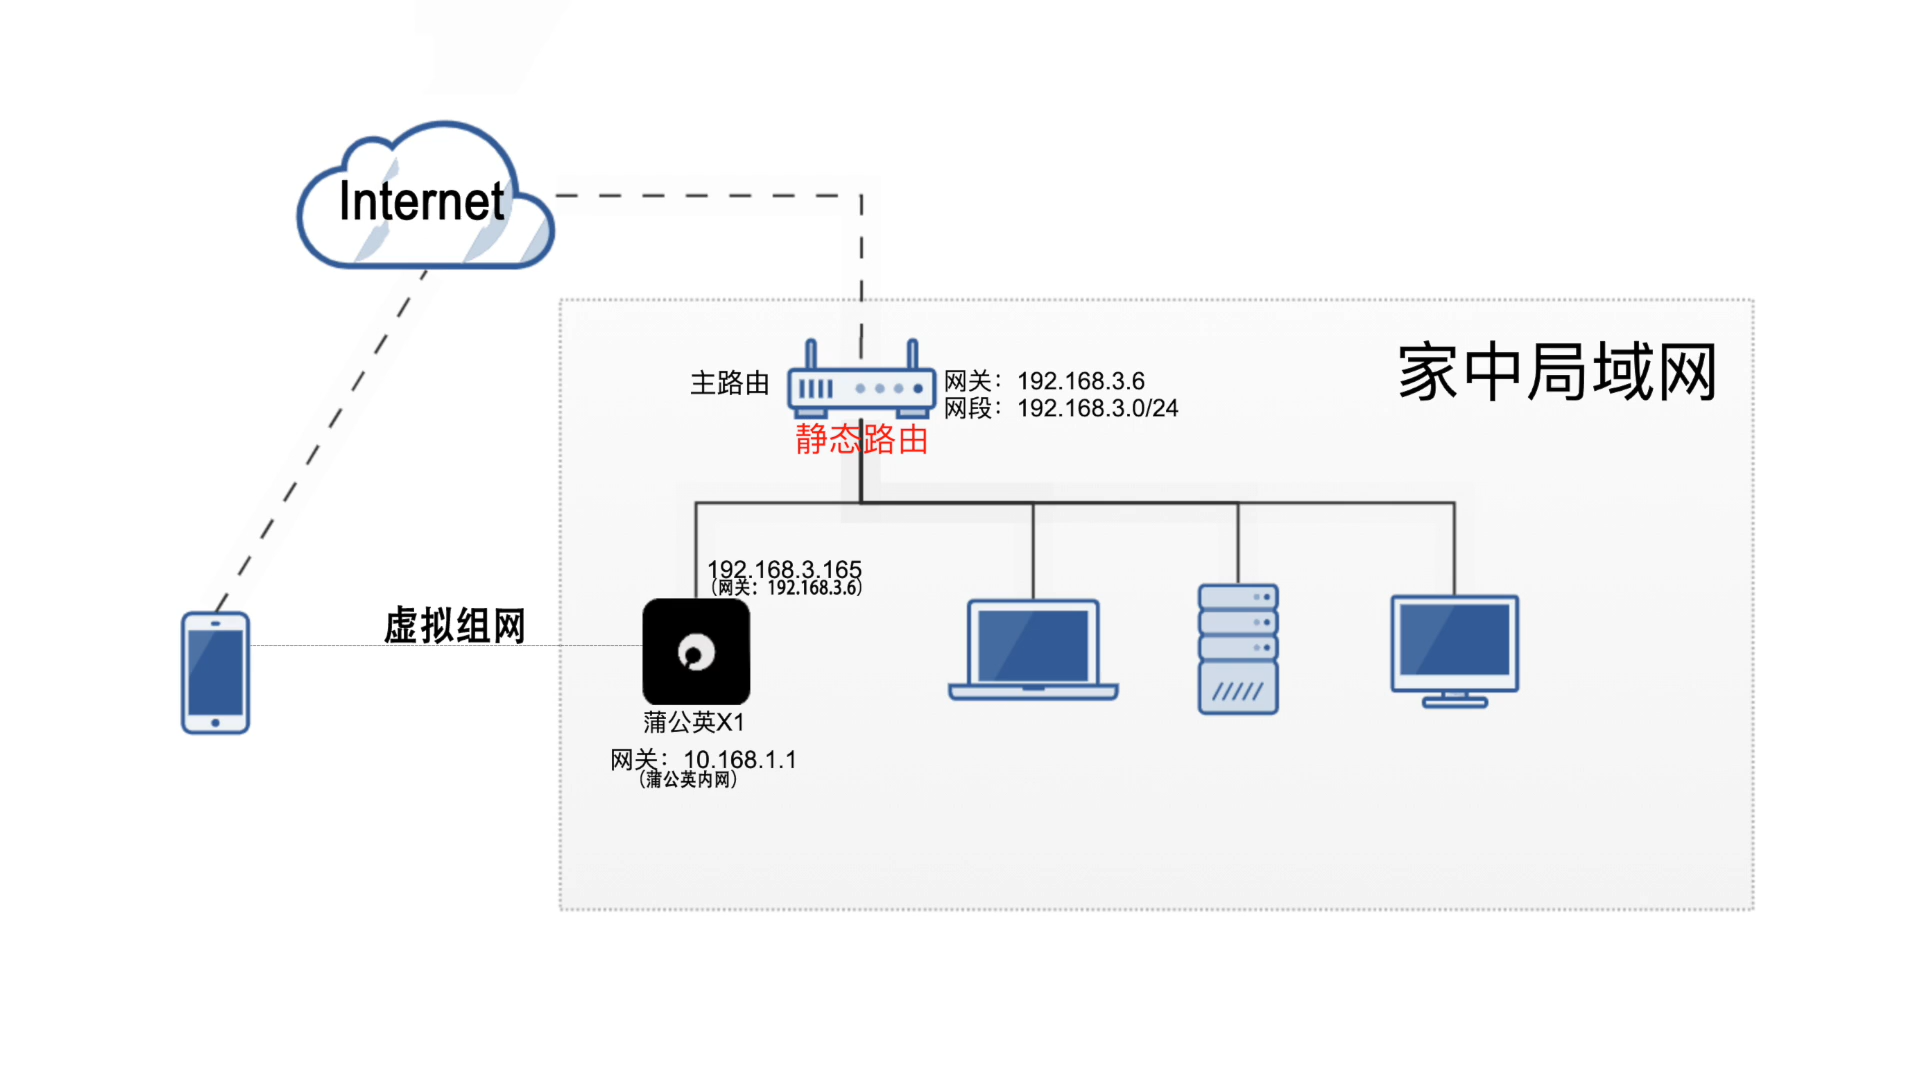 Internet
家中局域网
主路由
网关：192.168.3.6
网段：192.168.3.0/24
静态路由
192.168.3.165
（网关：192.168.3.6）
虚拟组网
蒲公英X1
网关：10.168.1.1
（蒲公英内网）